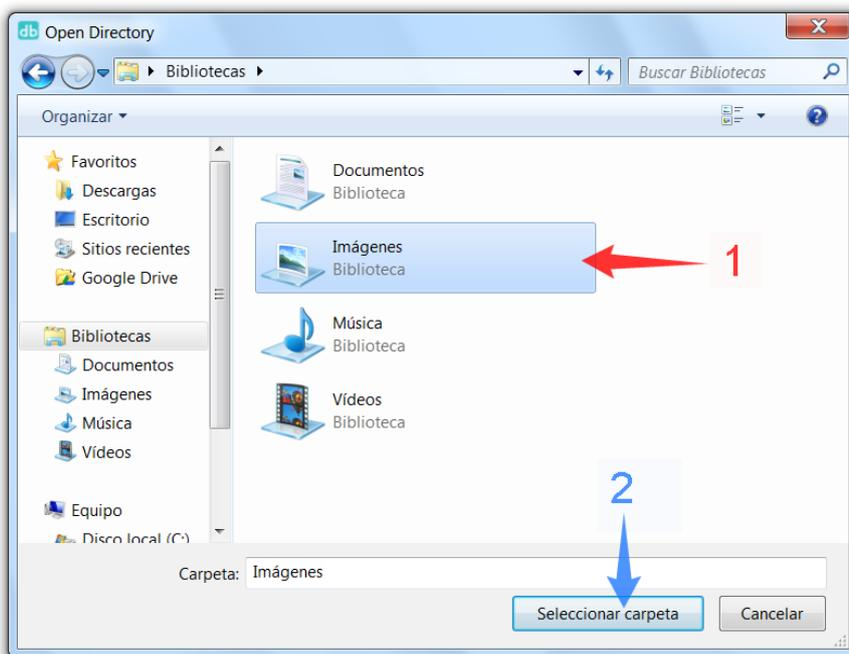 db Open Directory
Bibliotecas
Buscar Bibliotecas
Organizar
Favoritos
Descargas
Escritorio
Sitios recientes
Google Drive
Bibliotecas
Documentos
Imágenes
Música
Vídeos
Equipo
Disco local (C:)
Documentos
Biblioteca
Imágenes
Biblioteca
1
Música
Biblioteca
Vídeos
Biblioteca
2
Carpeta: Imágenes
Seleccionar carpeta Cancelar